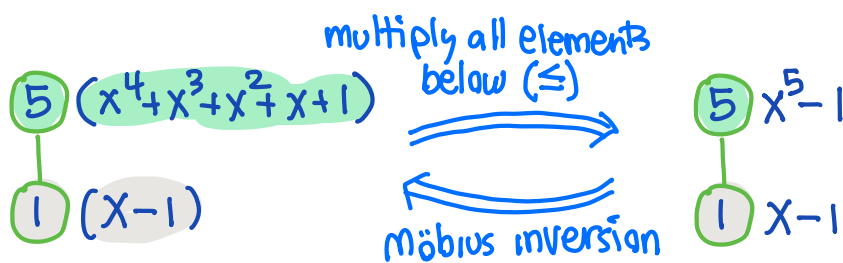 multiply all elements
below (≤)
5 (x⁴+x³+x²+x+1)
5 x⁵-1
1 (x-1)
1 x-1
Möbius inversion